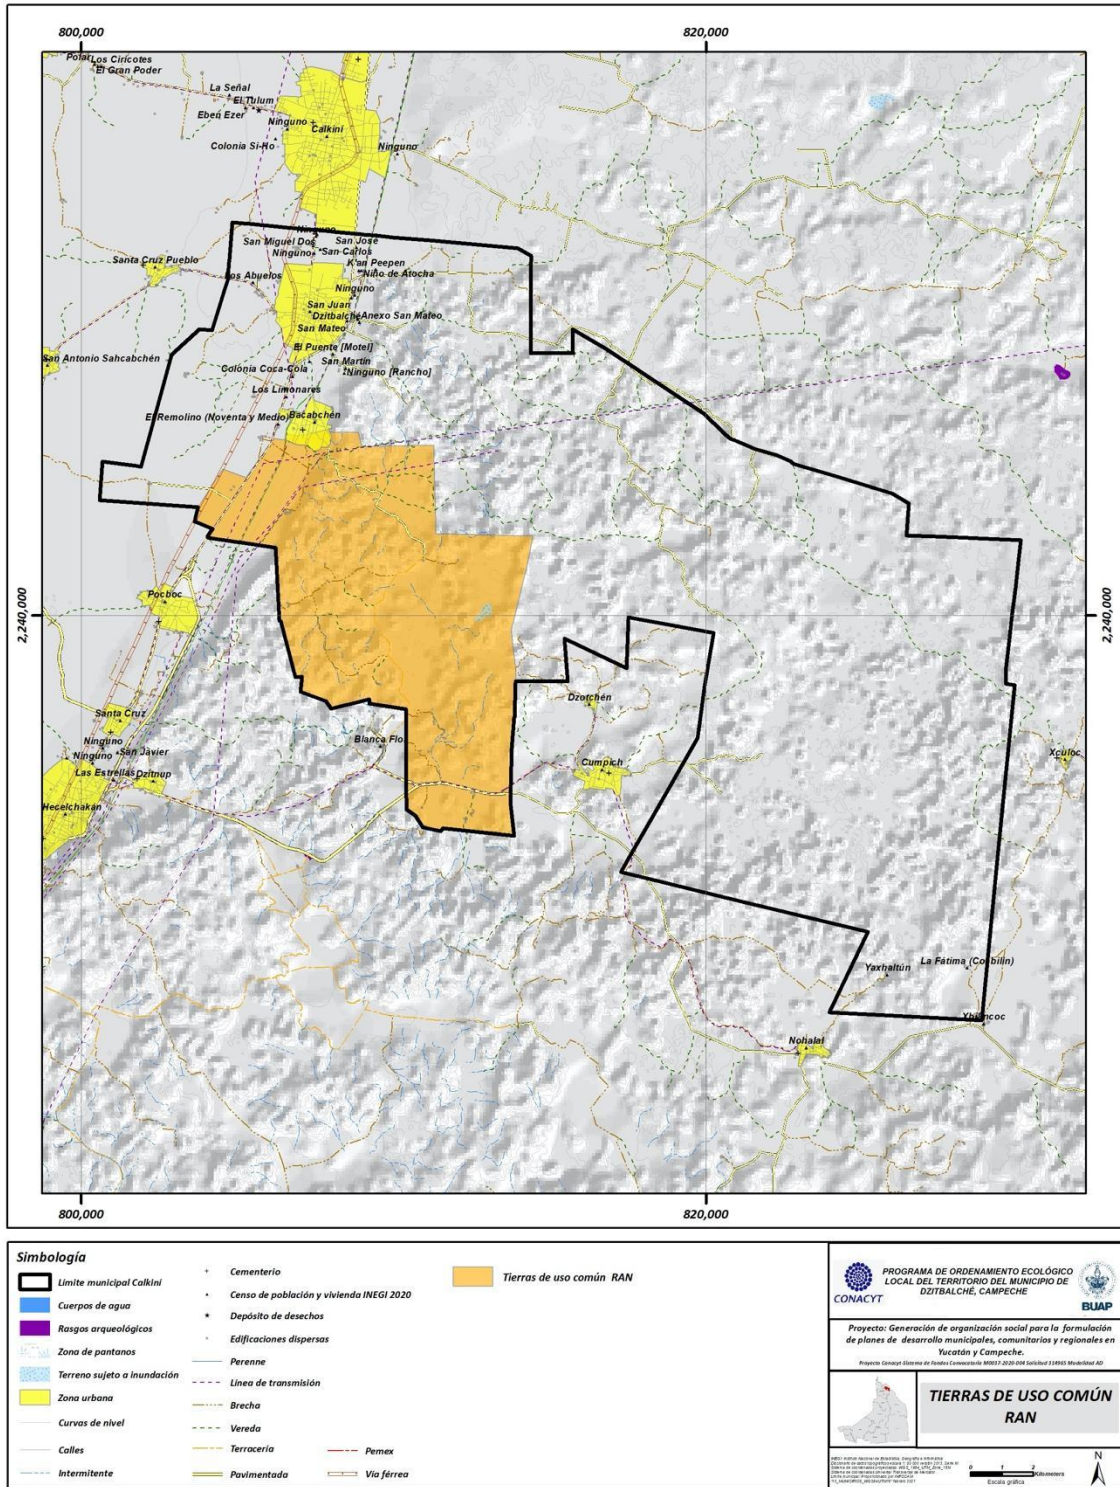 800,000
820,000
Los Ciricotes
El Gran Poder
La Señal
El Tulum
Eben Ezer
Ninguno
Calkiní
Colonia Si-Ho
Ninguno
Ninguno
San Miguel Dos
San José
Ninguno
San Carlos
Santa Cruz Pueblo
K'an Peepen
Niño de Atocha
Los Abuelos
Ninguno
San Juan
Dzitbalché
Anexo San Mateo
San Mateo
El Puente [Motel]
San Antonio Sahcabchén
San Martín
Colonia Coca-Cola
Ninguno [Rancho]
Los Limonares
El Remolino (Noventa y Medio)
Bacabchén
2,240,000
2,240,000
Pocboc
Dzotchén
Santa Cruz
Ninguno
San Javier
Ninguno
Blanca Flo
Xculoc
Las Estrellas
Dzitnup
Cumpich
Hecelchakán
La Fátima (Cohbilín)
Yaxhaltún
Nohalal
800,000
820,000
Simbología
Limite municipal Calkiní
Cuerpos de agua
Rasgos arqueológicos
Zona de pantanos
Terreno sujeto a inundación
Zona urbana
Curvas de nivel
Calles
Intermitente
Cementerio
Censo de población y vivienda INEGI 2020
Depósito de desechos
Edificaciones dispersas
Perenne
Línea de transmisión
Brecha
Vereda
Terracería
Pavimentada
Pemex
Vía férrea
Tierras de uso común RAN
CONACYT
PROGRAMA DE ORDENAMIENTO ECOLÓGICO
LOCAL DEL TERRITORIO DEL MUNICIPIO DE
DZITBALCHÉ, CAMPECHE
BUAP
Proyecto: Generación de organización social para la formulación
de planes de desarrollo municipales, comunitarios y regionales en
Yucatán y Campeche.
TIERRAS DE USO COMÚN
RAN
0 1 2
Kilometers
Escala gráfica
N